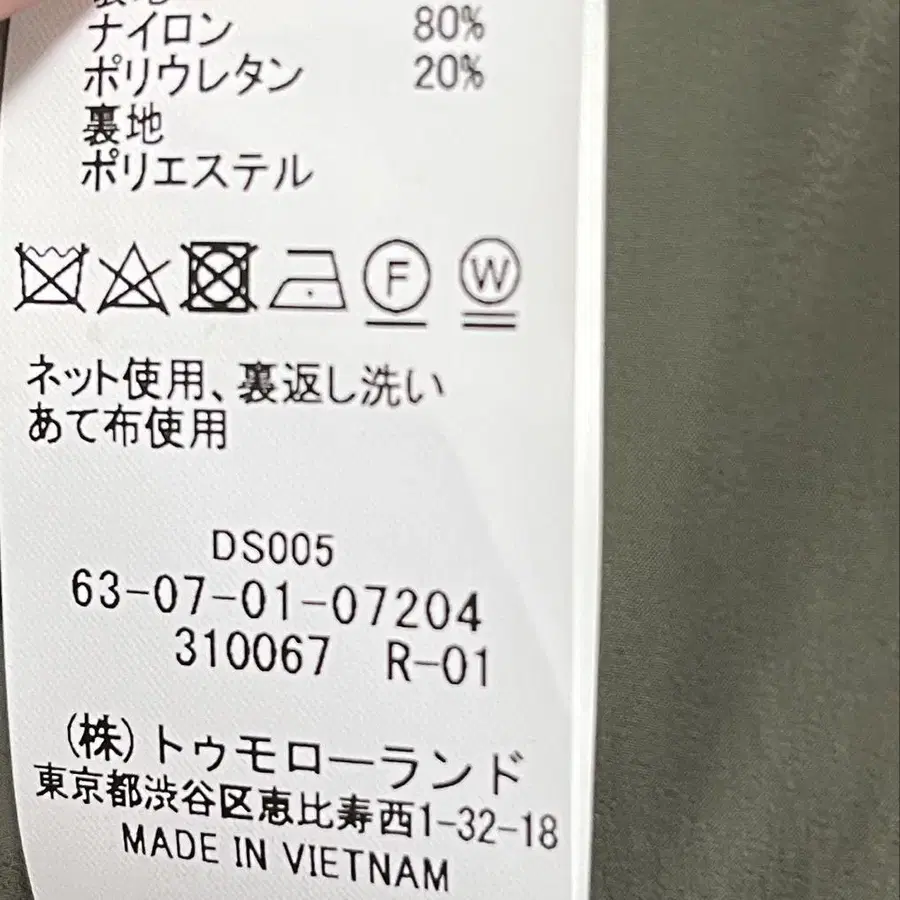 ナイロン 80%
ポリウレタン 20%
裏地
ポリエステル
F W
ネット使用、裏返し洗い
あて布使用
DS005
63-07-01-07204
310067 R-01
(株)トゥモローランド
東京都渋谷区恵比寿西1-32-18
MADE IN VIETNAM